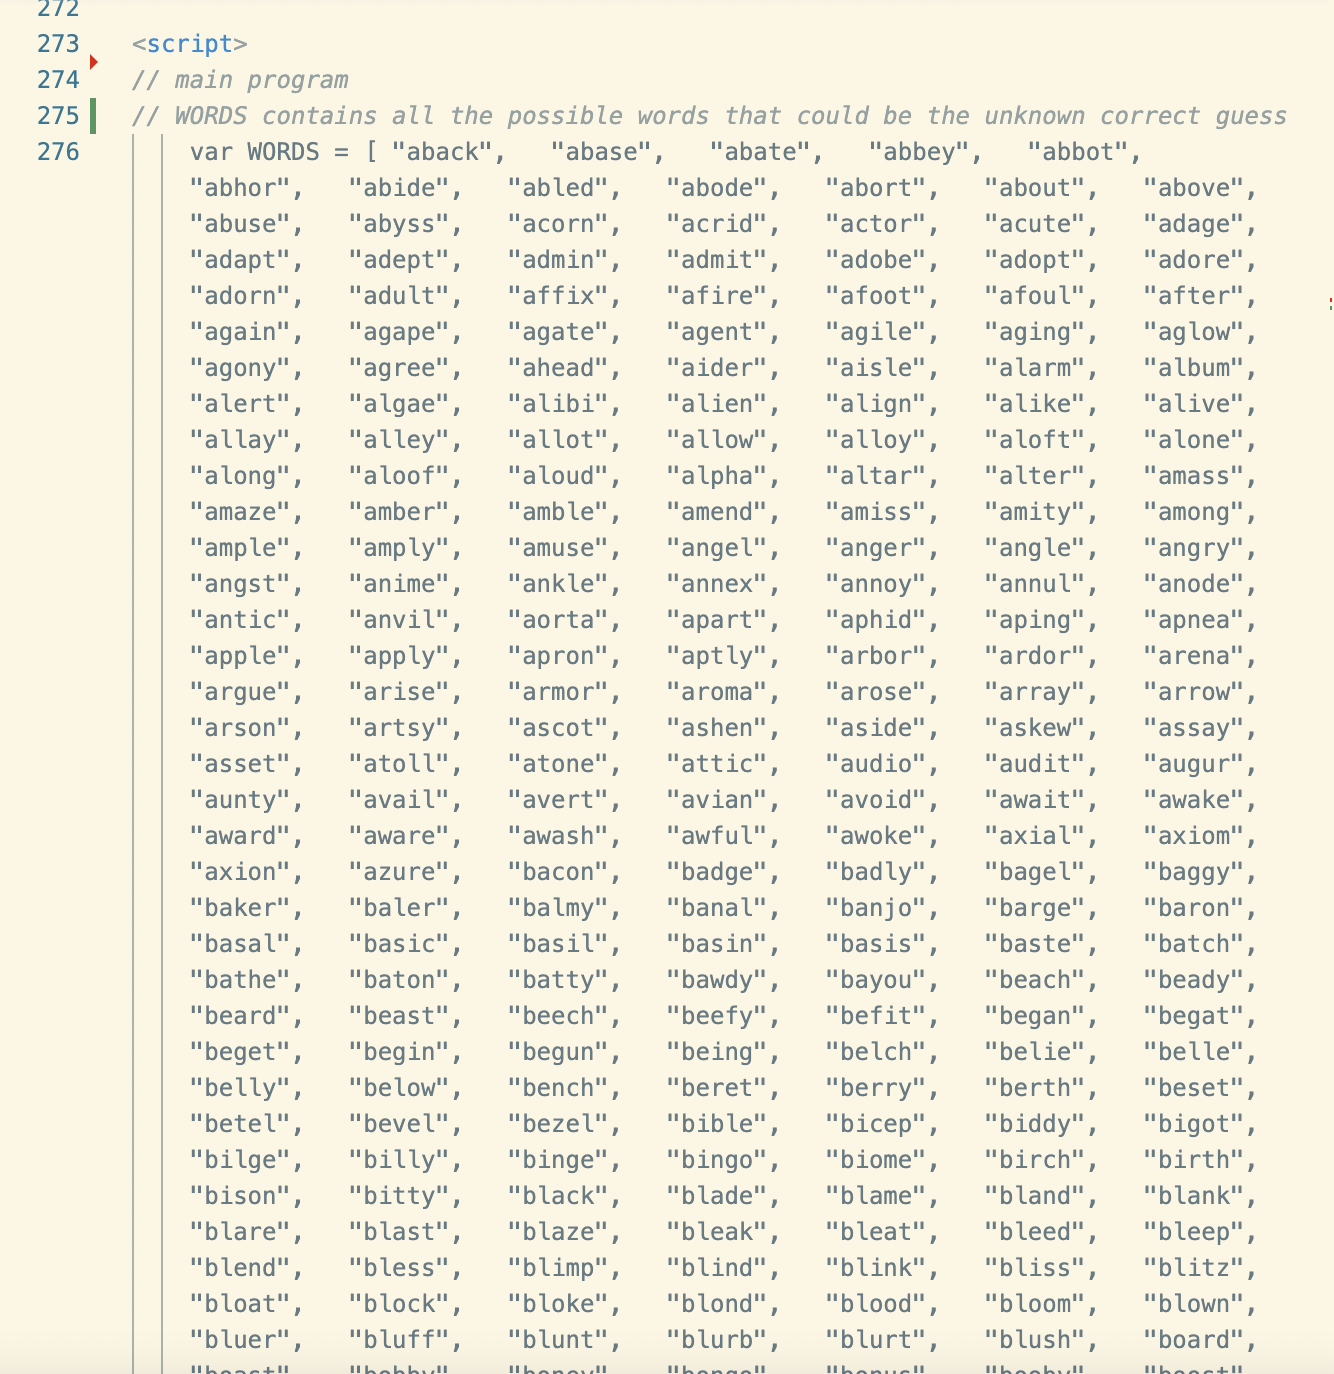 272
273 <script>
274 // main program
275 // WORDS contains all the possible words that could be the unknown correct guess
276 var WORDS = [ "aback", "abase", "abate", "abbey", "abbot",
"abhor", "abide", "abled", "abode", "abort", "about", "above",
"abuse", "abyss", "acorn", "acrid", "actor", "acute", "adage",
"adapt", "adept", "admin", "admit", "adobe", "adopt", "adore",
"adorn", "adult", "affix", "afire", "afoot", "afoul", "after",
"again", "agape", "agate", "agent", "agile", "aging", "aglow",
"agony", "agree", "ahead", "aider", "aisle", "alarm", "album",
"alert", "algae", "alibi", "alien", "align", "alike", "alive",
"allay", "alley", "allot", "allow", "alloy", "aloft", "alone",
"along", "aloof", "aloud", "alpha", "altar", "alter", "amass",
"amaze", "amber", "amble", "amend", "amiss", "amity", "among",
"ample", "amply", "amuse", "angel", "anger", "angle", "angry",
"angst", "anime", "ankle", "annex", "annoy", "annul", "anode",
"antic", "anvil", "aorta", "apart", "aphid", "aping", "apnea",
"apple", "apply", "apron", "aptly", "arbor", "ardor", "arena",
"argue", "arise", "armor", "aroma", "arose", "array", "arrow",
"arson", "artsy", "ascot", "ashen", "aside", "askew", "assay",
"asset", "atoll", "atone", "attic", "audio", "audit", "augur",
"aunty", "avail", "avert", "avian", "avoid", "await", "awake",
"award", "aware", "awash", "awful", "awoke", "axial", "axiom",
"axion", "azure", "bacon", "badge", "badly", "bagel", "baggy",
"baker", "baler", "balmy", "banal", "banjo", "barge", "baron",
"basal", "basic", "basil", "basin", "basis", "baste", "batch",
"bathe", "baton", "batty", "bawdy", "bayou", "beach", "beady",
"beard", "beast", "beech", "beefy", "befit", "began", "begat",
"beget", "begin", "begun", "being", "belch", "belie", "belle",
"belly", "below", "bench", "beret", "berry", "berth", "beset",
"betel", "bevel", "bezel", "bible", "bicep", "biddy", "bigot",
"bilge", "billy", "binge", "bingo", "biome", "birch", "birth",
"bison", "bitty", "black", "blade", "blame", "bland", "blank",
"blare", "blast", "blaze", "bleak", "bleat", "bleed", "bleep",
"blend", "bless", "blimp", "blind", "blink", "bliss", "blitz",
"bloat", "block", "bloke", "blond", "blood", "bloom", "blown",
"bluer", "bluff", "blunt", "blurb", "blurt", "blush", "board",